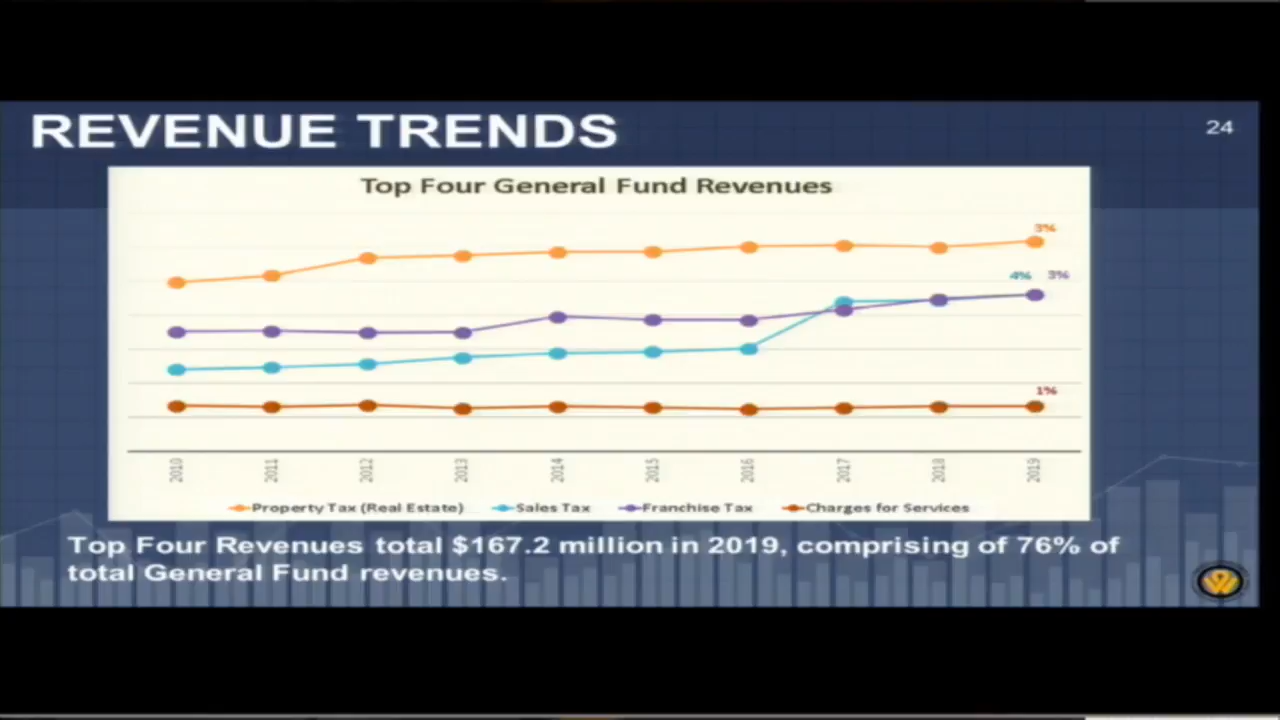 REVENUE TRENDS
24
Top Four General Fund Revenues
3%
4% 3%
1%
2010 2011 2012 2013 2014 2015 2016 2017 2018 2019
Property Tax (Real Estate) Sales Tax Franchise Tax Charges for Services
Top Four Revenues total $167.2 million in 2019, comprising of 76% of
total General Fund revenues.
W